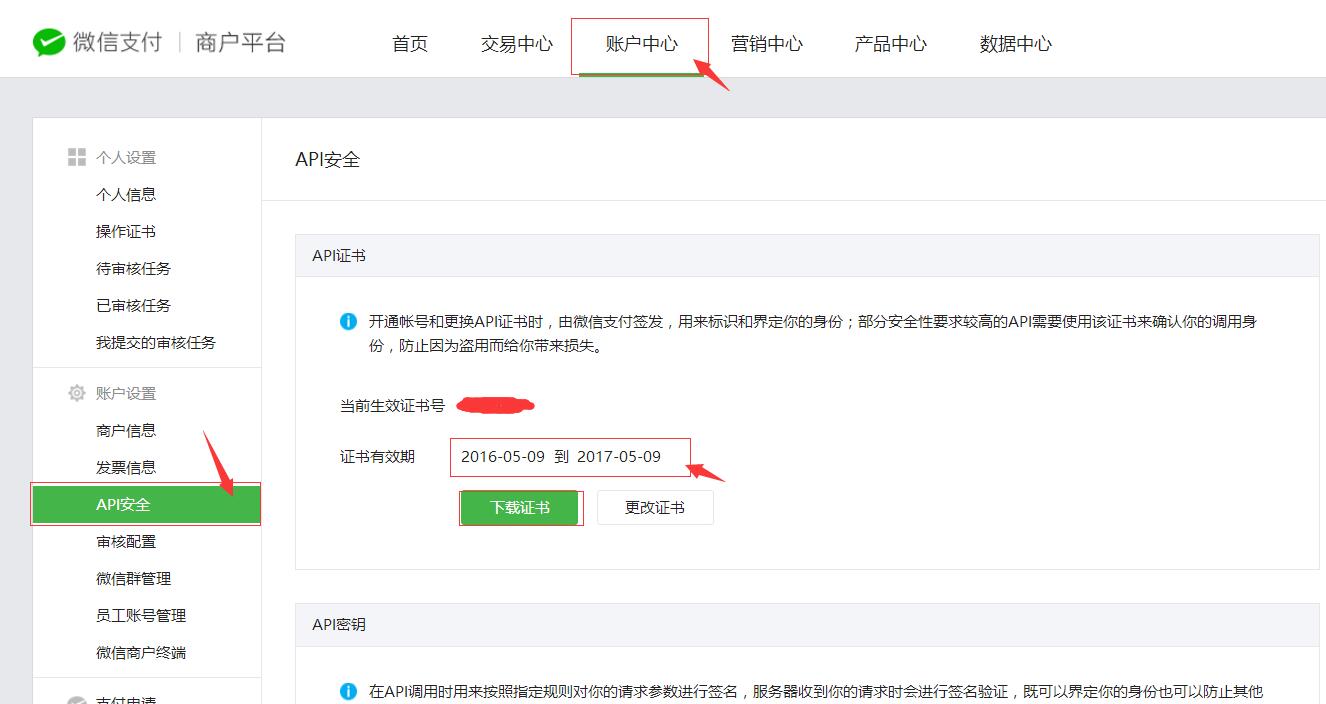 微信支付 | 商户平台
首页 交易中心 账户中心 营销中心 产品中心 数据中心
个人设置
个人信息
操作证书
待审核任务
已审核任务
我提交的审核任务
账户设置
商户信息
发票信息
API安全
审核配置
微信群管理
员工账号管理
微信商户终端
支付申请
API安全
API证书
开通帐号和更换API证书时，由微信支付签发，用来标识和界定你的身份；部分安全性要求较高的API需要使用该证书来确认你的调用身
份，防止因为盗用而给你带来损失。
当前生效证书号
证书有效期 2016-05-09 到 2017-05-09
下载证书 更改证书
API密钥
在API调用时用来按照指定规则对你的请求参数进行签名，服务器收到你的请求时会进行签名验证，既可以界定你的身份也可以防止其他